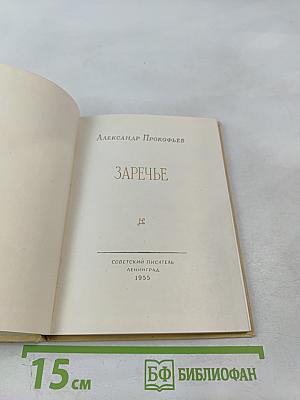 Александр Прокофьев
ЗАРЕЧЬЕ
СОВЕТСКИЙ ПИСАТЕЛЬ
ЛЕНИНГРАД
1955
15 см
БФ БИБЛИОФАН